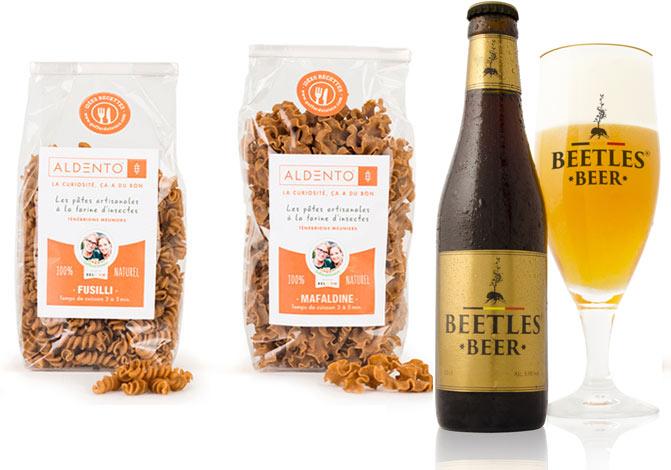 IDÉES RECETTES
ALDENTO
LA CURIOSITÉ, ÇA A DU BON
Les pâtes artisanales
à la farine d'insectes
TÉNÉBRIONS MEUNIERS
100% NATUREL
· FUSILLI ·
Temps de cuisson 3 à 5 min.
IDÉES RECETTES
ALDENTO
LA CURIOSITÉ, ÇA A DU BON
Les pâtes artisanales
à la farine d'insectes
TÉNÉBRIONS MEUNIERS
100% NATUREL
- MAFALDINE -
Temps de cuisson 3 à 5 min.
BEETLES
*BEER*
BEETLES®
*BEER*